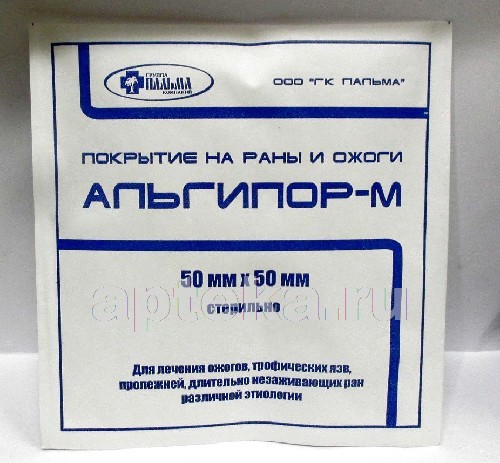 ГРУППА
ПАЛЬМА
КОМПАНИЙ
ООО "ГК ПАЛЬМА"
ПОКРЫТИЕ НА РАНЫ И ОЖОГИ
АЛЬГИПОР-М
50 мм х 50 мм
стерильно
apteka.ru
Для лечения ожогов, трофических язв,
пролежней, длительно незаживающих ран
различной этиологии